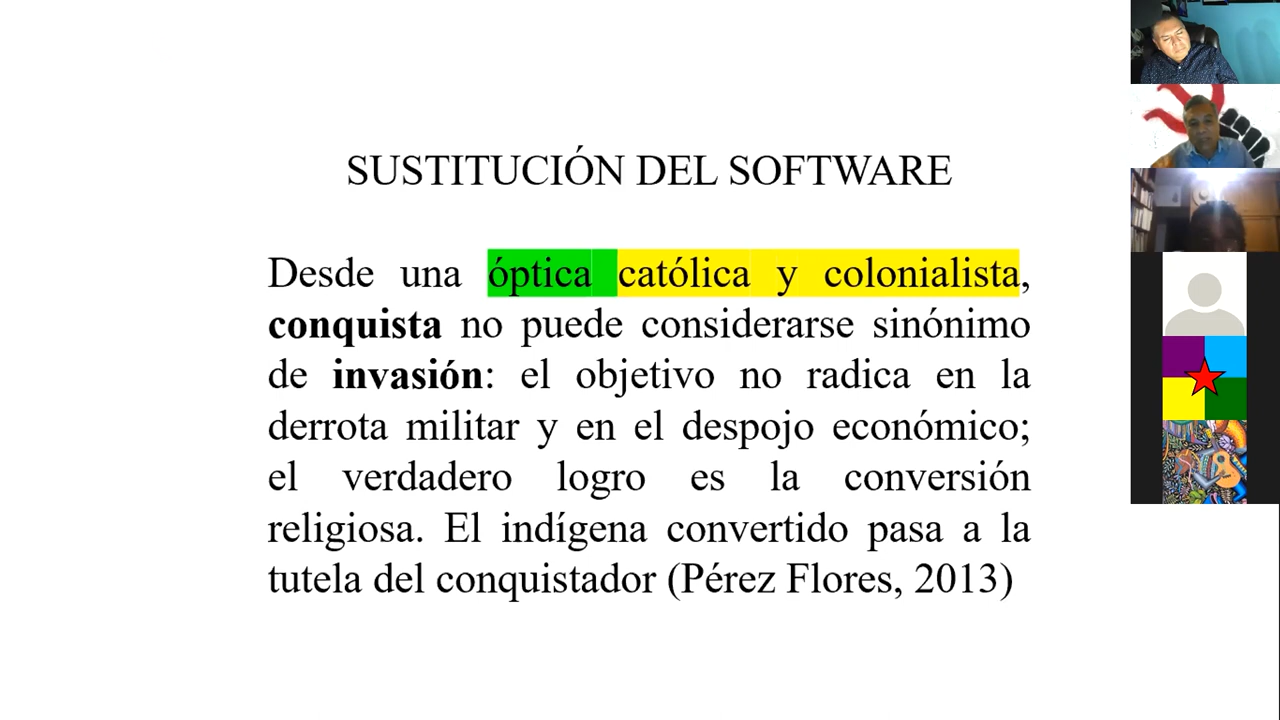 SUSTITUCIÓN DEL SOFTWARE
Desde una óptica católica y colonialista,
conquista no puede considerarse sinónimo
de invasión: el objetivo no radica en la
derrota militar y en el despojo económico;
el verdadero logro es la conversión
religiosa. El indígena convertido pasa a la
tutela del conquistador (Pérez Flores, 2013)